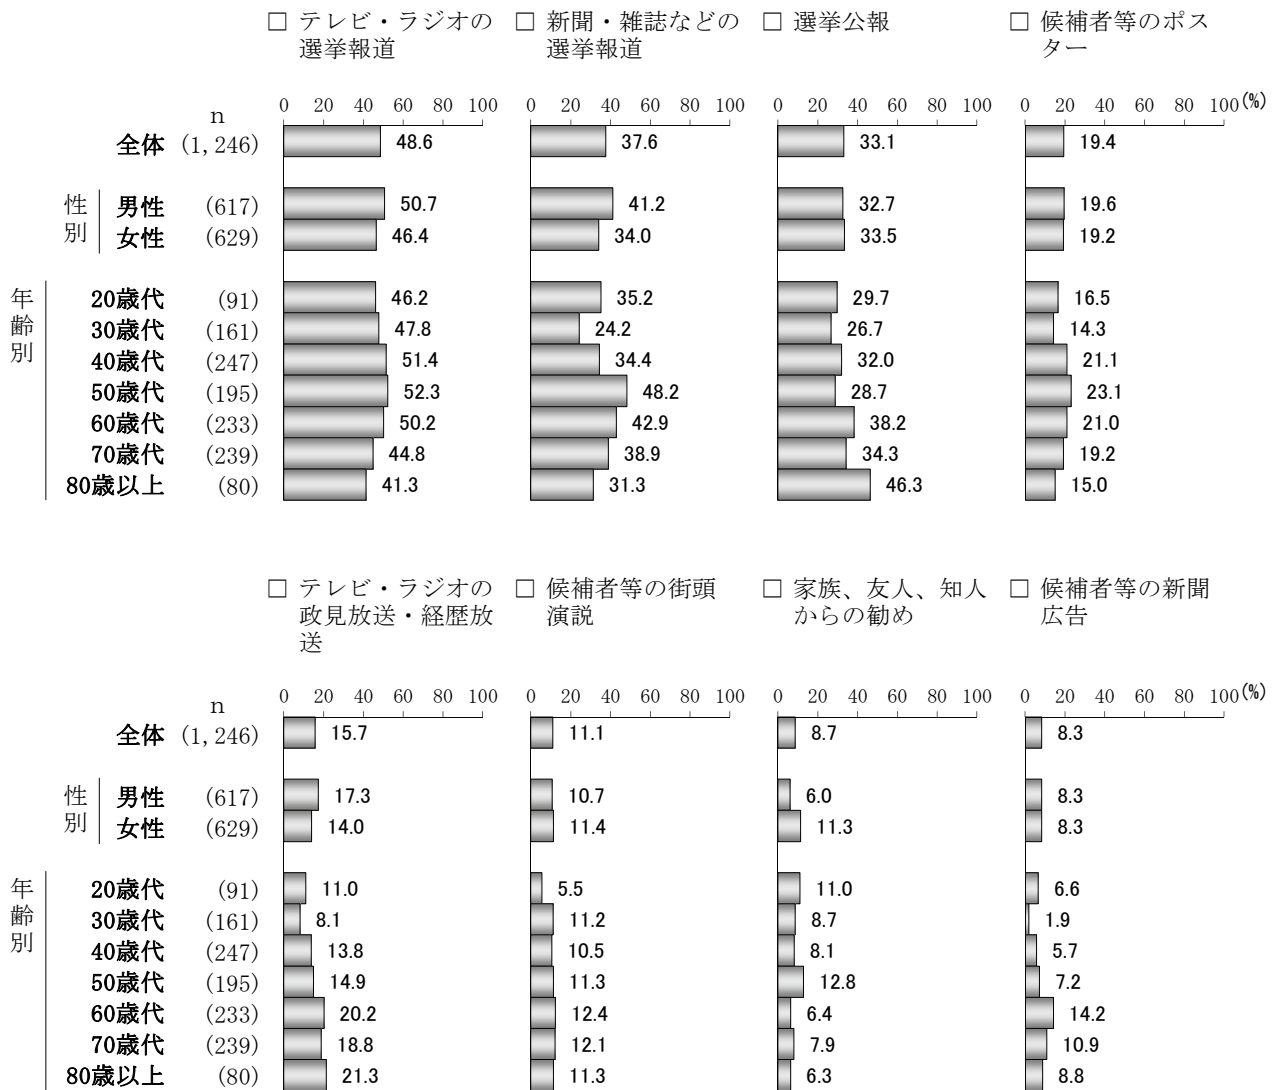 □ テレビ・ラジオの選挙報道
□ 新聞・雑誌などの選挙報道
□ 選挙公報
□ 候補者等のポスター
0 20 40 60 80 100 0 20 40 60 80 100 0 20 40 60 80 100 0 20 40 60 80 100(%)
n
全体 (1,246) 48.6 37.6 33.1 19.4
性別
男性 (617) 50.7 41.2 32.7 19.6
女性 (629) 46.4 34.0 33.5 19.2
年齢別
20歳代 (91) 46.2 35.2 29.7 16.5
30歳代 (161) 47.8 24.2 26.7 14.3
40歳代 (247) 51.4 34.4 32.0 21.1
50歳代 (195) 52.3 48.2 28.7 23.1
60歳代 (233) 50.2 42.9 38.2 21.0
70歳代 (239) 44.8 38.9 34.3 19.2
80歳以上 (80) 41.3 31.3 46.3 15.0
□ テレビ・ラジオの政見放送・経歴放送
□ 候補者等の街頭演説
□ 家族、友人、知人からの勧め
□ 候補者等の新聞広告
0 20 40 60 80 100 0 20 40 60 80 100 0 20 40 60 80 100 0 20 40 60 80 100(%)
n
全体 (1,246) 15.7 11.1 8.7 8.3
性別
男性 (617) 17.3 10.7 6.0 8.3
女性 (629) 14.0 11.4 11.3 8.3
年齢別
20歳代 (91) 11.0 5.5 11.0 6.6
30歳代 (161) 8.1 11.2 8.7 1.9
40歳代 (247) 13.8 10.5 8.1 5.7
50歳代 (195) 14.9 11.3 12.8 7.2
60歳代 (233) 20.2 12.4 6.4 14.2
70歳代 (239) 18.8 12.1 7.9 10.9
80歳以上 (80) 21.3 11.3 6.3 8.8